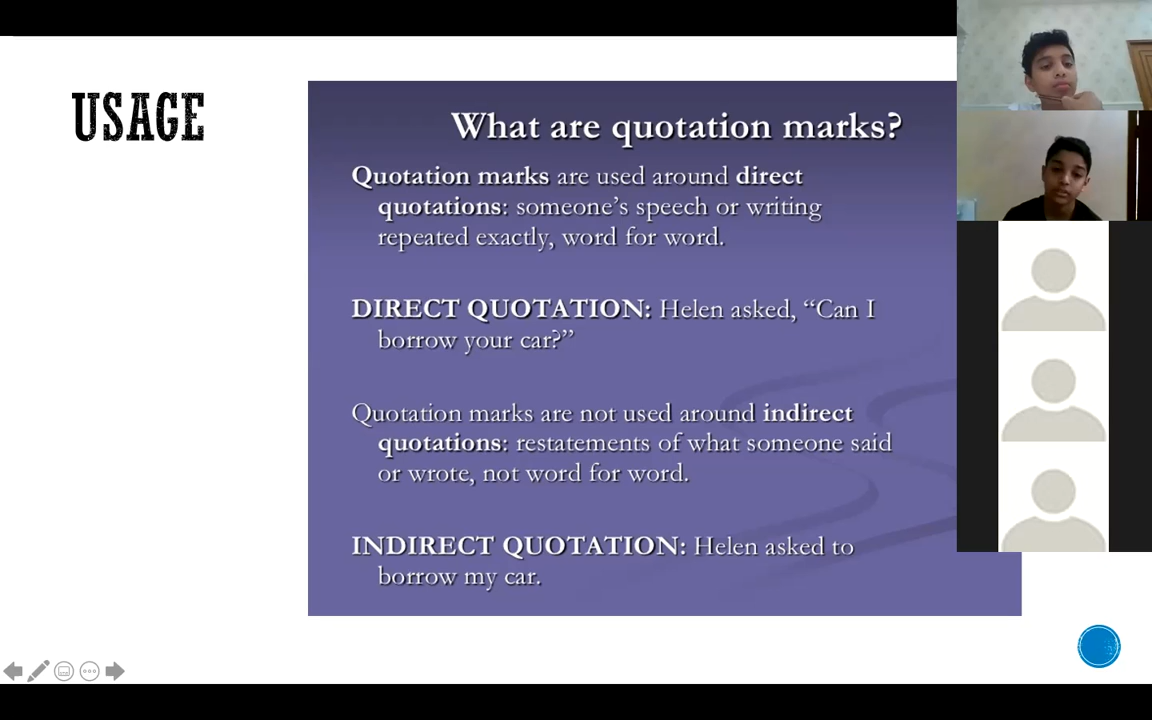 USAGE
What are quotation marks?
Quotation marks are used around direct
quotations: someone’s speech or writing
repeated exactly, word for word.
DIRECT QUOTATION: Helen asked, “Can I
borrow your car?”
Quotation marks are not used around indirect
quotations: restatements of what someone said
or wrote, not word for word.
INDIRECT QUOTATION: Helen asked to
borrow my car.